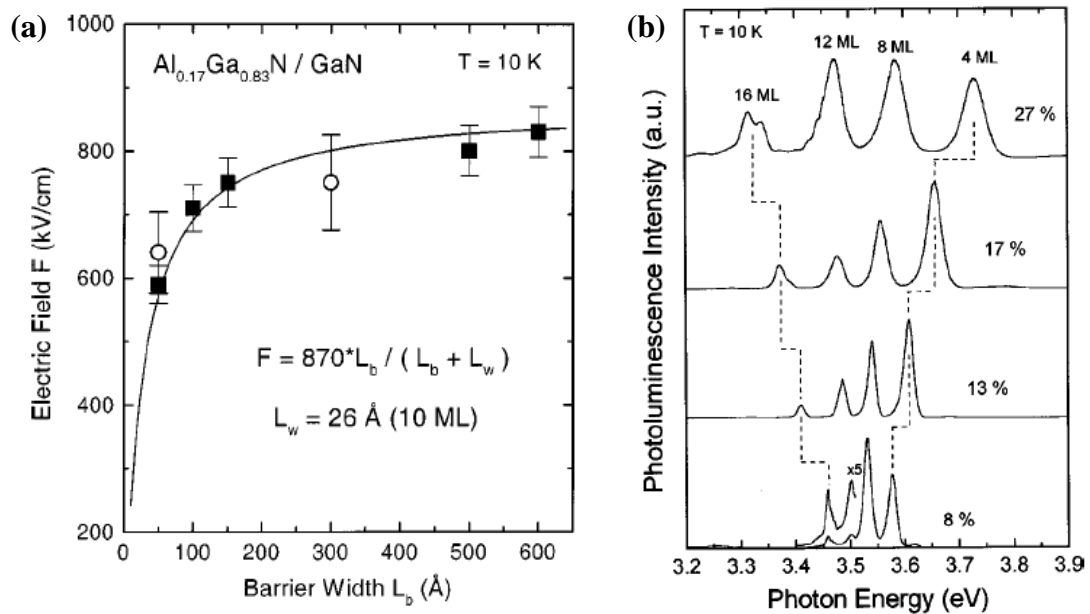 (a)
1000
800
600
400
200
Electric Field F (kV/cm)
Al0.17Ga0.83N / GaN
T = 10 K
F = 870*Lb / ( Lb + Lw )
Lw = 26 Å (10 ML)
0 100 200 300 400 500 600
Barrier Width Lb (Å)
(b)
Photoluminescence Intensity (a.u.)
T = 10 K
12 ML
8 ML
4 ML
16 ML
27 %
17 %
13 %
x5
8 %
3.2 3.3 3.4 3.5 3.6 3.7 3.8 3.9
Photon Energy (eV)